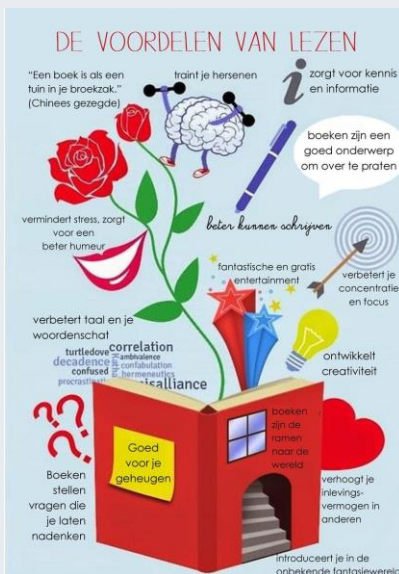 DE VOORDELEN VAN LEZEN
"Een boek is als een
tuin in je broekzak."
(Chinees gezegde)
traint je hersenen
zorgt voor kennis
en informatie
boeken zijn een
goed onderwerp
om over te praten
vermindert stress, zorgt
voor een
beter humeur
beter kunnen schrijven
verbetert je
concentratie
en focus
fantastische en gratis
entertainment
verbetert taal en je
woordenschat
correlation
turtledove
ambivalence
decadence
confabulation
confused
hermeneutics
procrastinati
isalliance
ontwikkelt
creativiteit
boeken
zijn de
ramen
naar de
wereld
Goed
voor je
geheugen
Boeken
stellen
vragen die
je laten
nadenken
verhoogt je
inlevings-
vermogen in
anderen
introduceert je in de
onbekende fantasiewereld